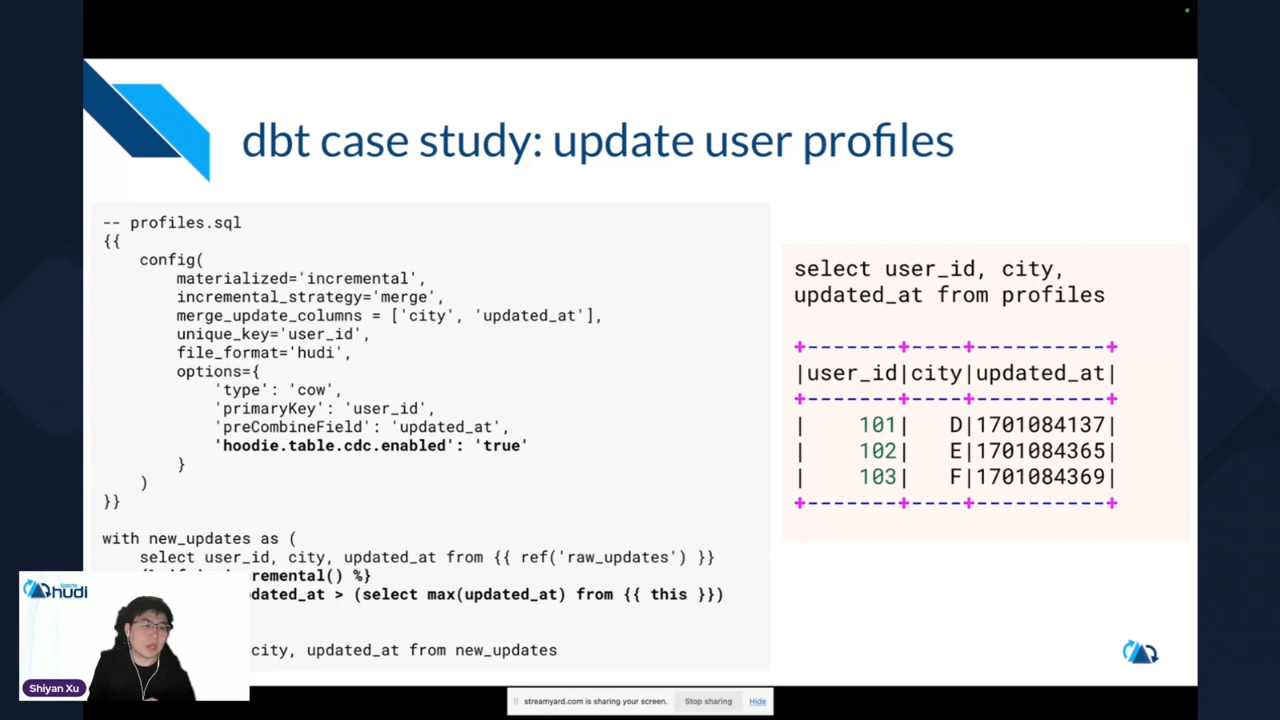 dbt case study: update user profiles
-- profiles.sql
{{
config(
materialized='incremental',
incremental_strategy='merge',
merge_update_columns = ['city', 'updated_at'],
unique_key='user_id',
file_format='hudi',
options={
'type': 'cow',
'primaryKey': 'user_id',
'preCombineField': 'updated_at',
'hoodie.table.cdc.enabled': 'true'
}
)
}}
with new_updates as (
select user_id, city, updated_at from {{ ref('raw_updates') }}
cremental() %}
dated_at > (select max(updated_at) from {{ this }})
city, updated_at from new_updates
select user_id, city,
updated_at from profiles
+-------+----+----------+
|user_id|city|updated_at|
+-------+----+----------+
| 101| D|1701084137|
| 102| E|1701084365|
| 103| F|1701084369|
+-------+----+----------+
hudi
Shiyan Xu
streamyard.com is sharing your screen.
Stop sharing
Hide